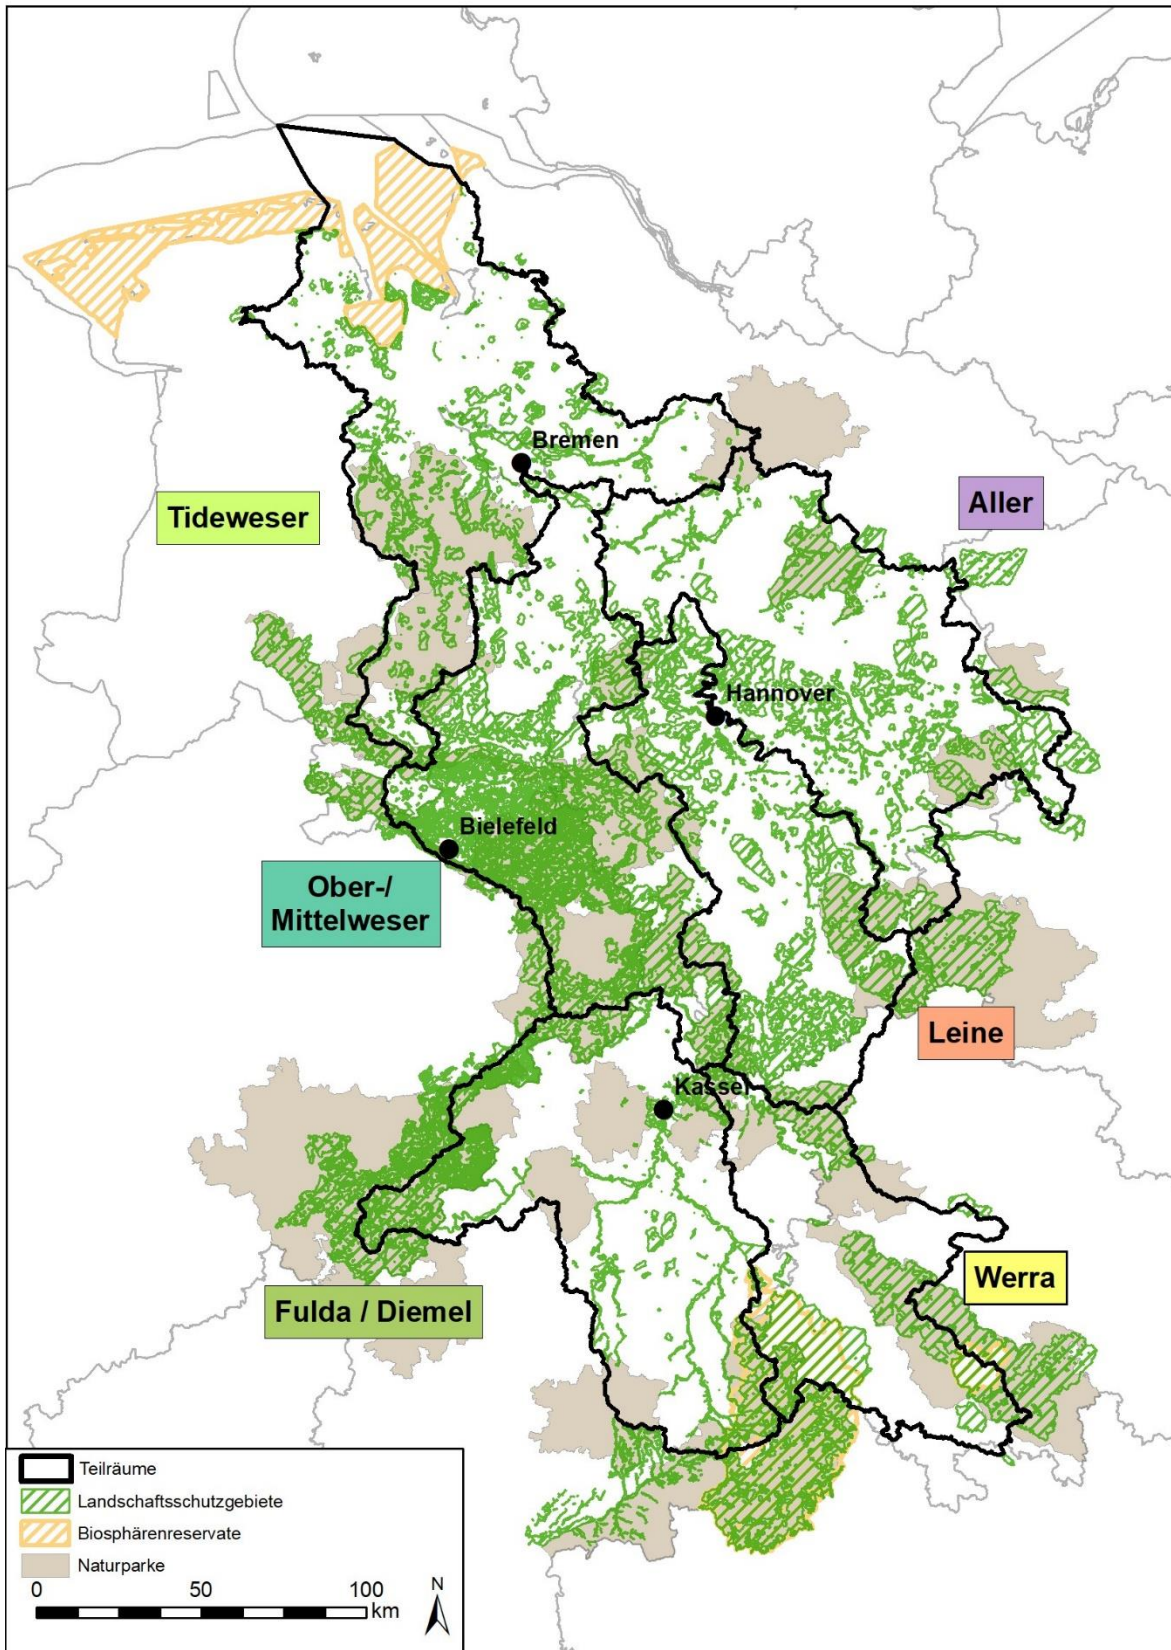 Bremen
Tideweser
Aller
Hannover
Bielefeld
Ober-/
Mittelweser
Leine
Kassel
Werra
Fulda / Diemel
Teilräume
Landschaftsschutzgebiete
Biosphärenreservate
Naturparke
0 50 100
km
N